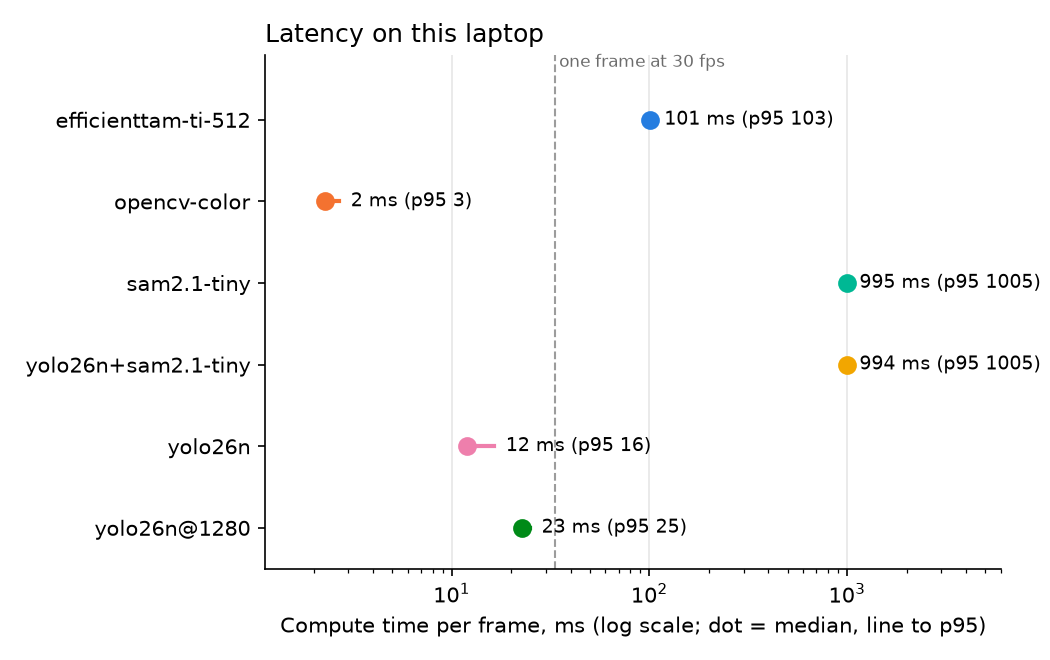 Latency on this laptop
one frame at 30 fps
efficienttam-ti-512
101 ms (p95 103)
opencv-color
2 ms (p95 3)
sam2.1-tiny
995 ms (p95 1005)
yolo26n+sam2.1-tiny
994 ms (p95 1005)
yolo26n
12 ms (p95 16)
yolo26n@1280
23 ms (p95 25)
10¹ 10² 10³
Compute time per frame, ms (log scale; dot = median, line to p95)